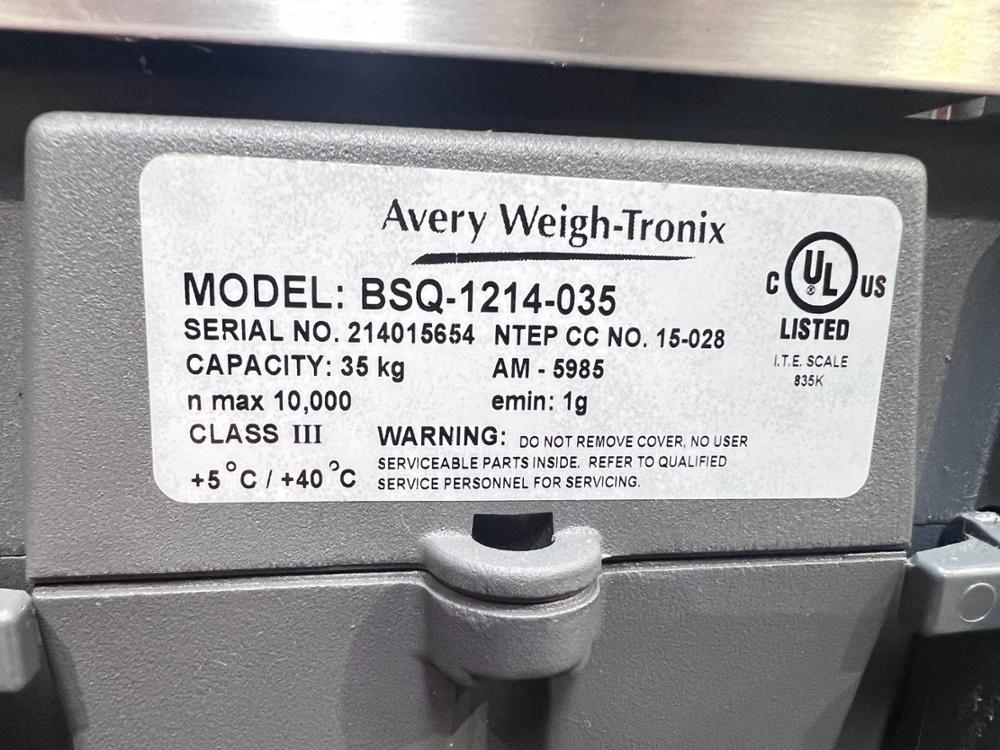 Avery Weigh-Tronix
MODEL: BSQ-1214-035
SERIAL NO. 214015654 NTEP CC NO. 15-028
CAPACITY: 35 kg AM - 5985
n max 10,000 emin: 1g
CLASS III
+5°C / +40°C
WARNING: DO NOT REMOVE COVER, NO USER
SERVICEABLE PARTS INSIDE. REFER TO QUALIFIED
SERVICE PERSONNEL FOR SERVICING.
C UL ® US
LISTED
I.T.E. SCALE
835K